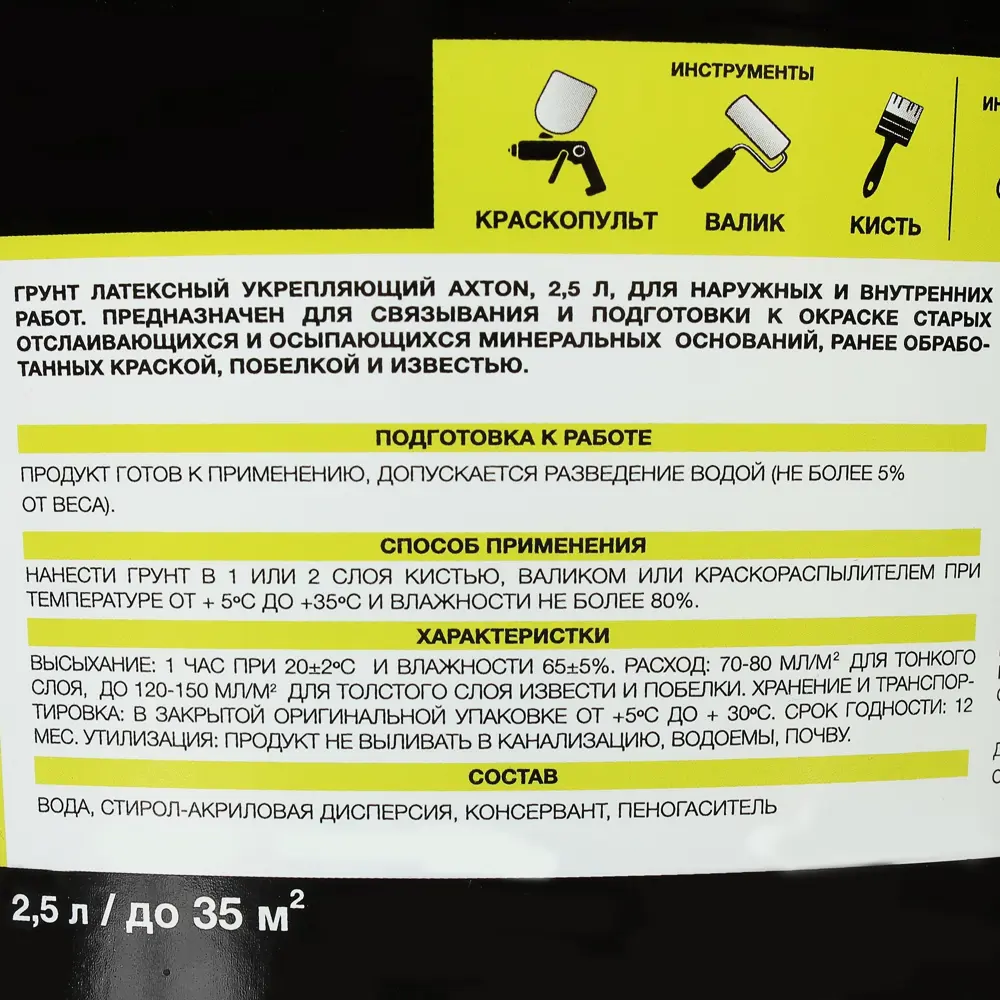 ИНСТРУМЕНТЫ
КРАСКОПУЛЬТ ВАЛИК КИСТЬ
ГРУНТ ЛАТЕКСНЫЙ УКРЕПЛЯЮЩИЙ AXTON, 2,5 Л, ДЛЯ НАРУЖНЫХ И ВНУТРЕННИХ
РАБОТ. ПРЕДНАЗНАЧЕН ДЛЯ СВЯЗЫВАНИЯ И ПОДГОТОВКИ К ОКРАСКЕ СТАРЫХ
ОТСЛАИВАЮЩИХСЯ И ОСЫПАЮЩИХСЯ МИНЕРАЛЬНЫХ ОСНОВАНИЙ, РАНЕЕ ОБРАБО-
ТАННЫХ КРАСКОЙ, ПОБЕЛКОЙ И ИЗВЕСТЬЮ.
ПОДГОТОВКА К РАБОТЕ
ПРОДУКТ ГОТОВ К ПРИМЕНЕНИЮ, ДОПУСКАЕТСЯ РАЗВЕДЕНИЕ ВОДОЙ (НЕ БОЛЕЕ 5%
ОТ ВЕСА).
СПОСОБ ПРИМЕНЕНИЯ
НАНЕСТИ ГРУНТ В 1 ИЛИ 2 СЛОЯ КИСТЬЮ, ВАЛИКОМ ИЛИ КРАСКОРАСПЫЛИТЕЛЕМ ПРИ
ТЕМПЕРАТУРЕ ОТ + 5ºС ДО +35ºС И ВЛАЖНОСТИ НЕ БОЛЕЕ 80%.
ХАРАКТЕРИСТКИ
ВЫСЫХАНИЕ: 1 ЧАС ПРИ 20±2ºС И ВЛАЖНОСТИ 65±5%. РАСХОД: 70-80 МЛ/М² ДЛЯ ТОНКОГО
СЛОЯ, ДО 120-150 МЛ/М² ДЛЯ ТОЛСТОГО СЛОЯ ИЗВЕСТИ И ПОБЕЛКИ. ХРАНЕНИЕ И ТРАНСПОР-
ТИРОВКА: В ЗАКРЫТОЙ ОРИГИНАЛЬНОЙ УПАКОВКЕ ОТ +5ºС ДО + 30ºС. СРОК ГОДНОСТИ: 12
МЕС. УТИЛИЗАЦИЯ: ПРОДУКТ НЕ ВЫЛИВАТЬ В КАНАЛИЗАЦИЮ, ВОДОЕМЫ, ПОЧВУ.
СОСТАВ
ВОДА, СТИРОЛ-АКРИЛОВАЯ ДИСПЕРСИЯ, КОНСЕРВАНТ, ПЕНОГАСИТЕЛЬ
2,5 л / до 35 м²